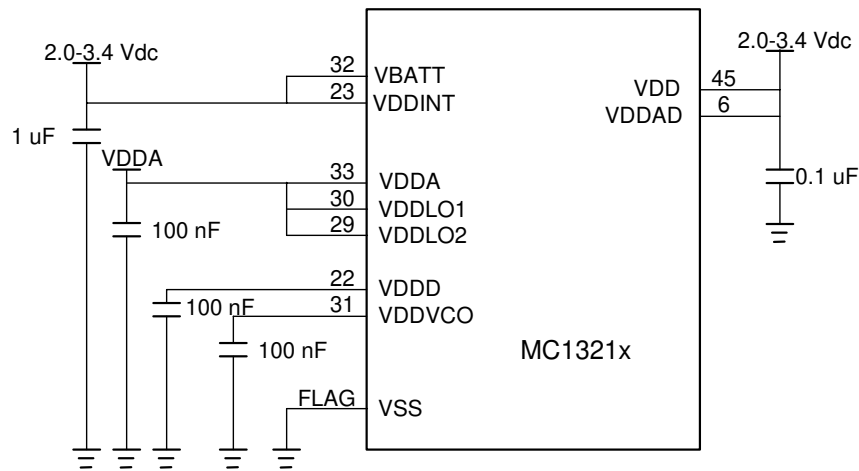 2.0-3.4 Vdc
2.0-3.4 Vdc
32 VBATT
VDD 45
23 VDDINT
VDDAD 6
1 uF
VDDA
33 VDDA
0.1 uF
30 VDDLO1
100 nF
29 VDDLO2
22 VDDD
100 nF
31 VDDVCO
100 nF
MC1321x
FLAG VSS